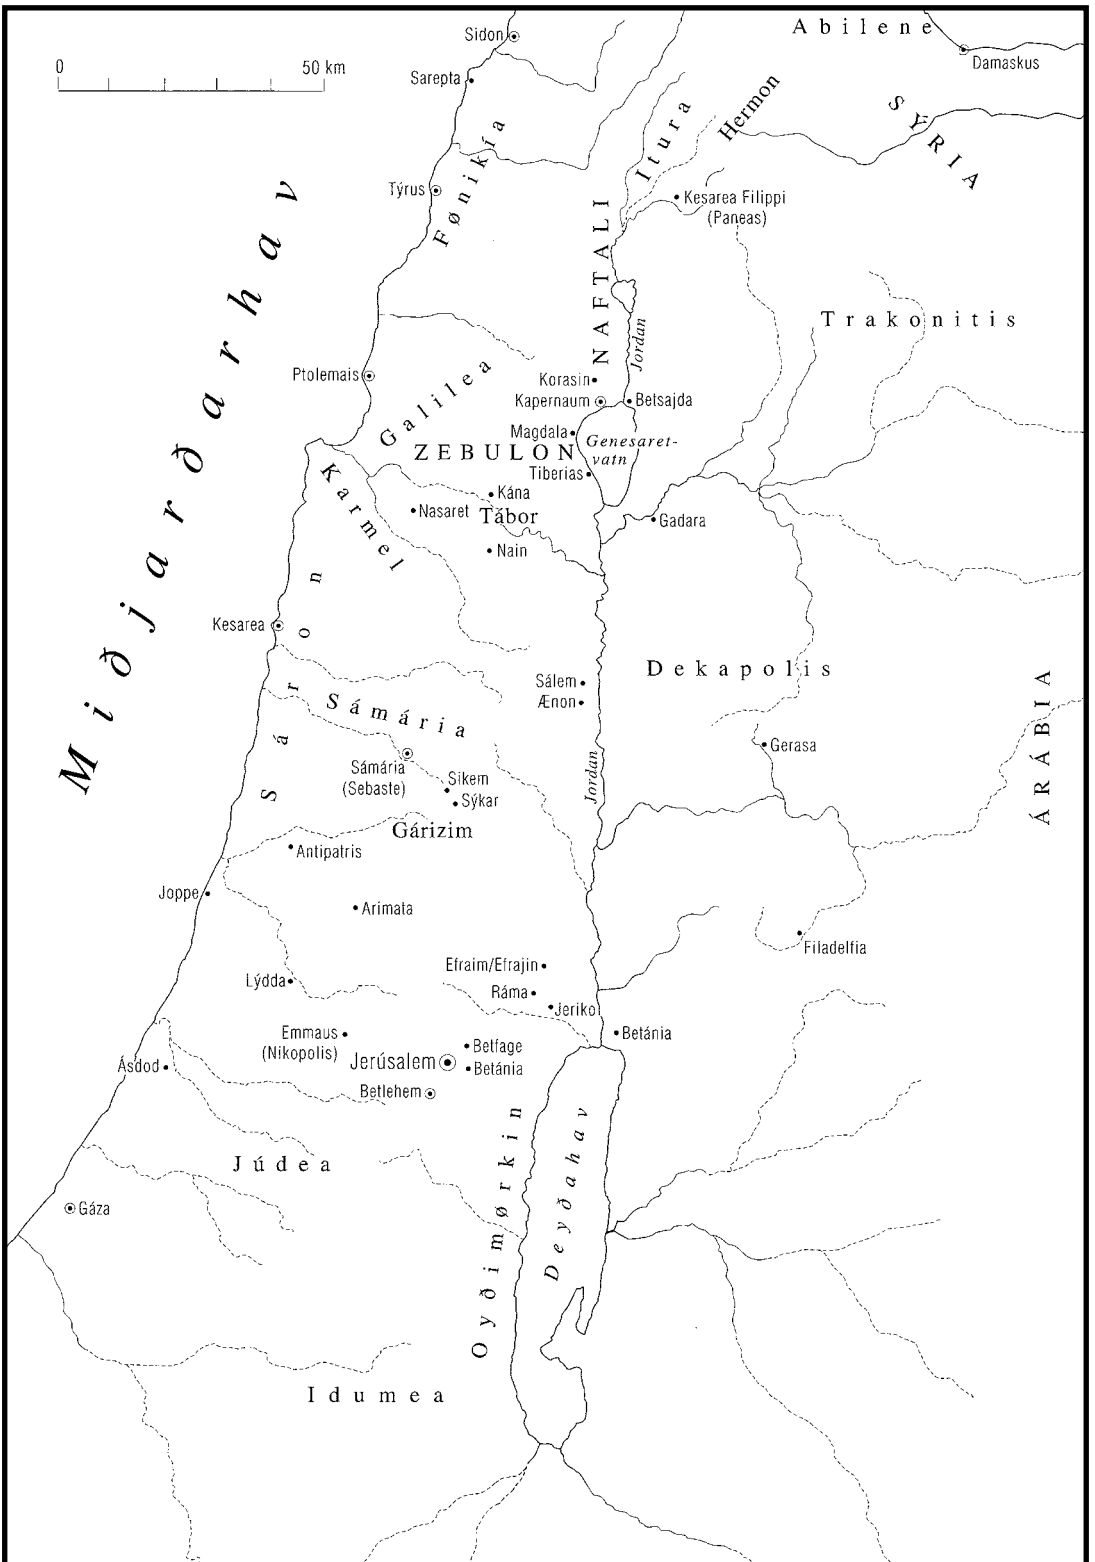 Abilene
Sidon
Damaskus
0 50 km
Sarepta
Hermon
SÝRIA
Itura
Fønikía
Týrus
Kesarea Filippi
(Paneas)
Miðjarðarhav
NAFTALI
Trakonitis
Jordan
Ptolemais
Korasin
Kapernaum
Betsajda
Galilea
Magdala
Genesaret-
vatn
ZEBULON
Tiberias
Karmel
Kána
Nasaret
Tábor
Gadara
Nain
Sáron
Kesarea
Dekapolis
Sálem
Ænon
ÁRÁBIA
Sámária
Gerasa
Sámária
(Sebaste)
Sikem
Sýkar
Jordan
Gárizim
Antipatris
Joppe
Arimata
Filadelfia
Efraim/Efrajin
Lýdda
Ráma
Jeriko
Emmaus
(Nikopolis)
Betfage
Betánia
Jerúsalem
Betánia
Ásdod
Betlehem
Oyðimørkin
Deyðahav
Júdea
Gáza
Idumea